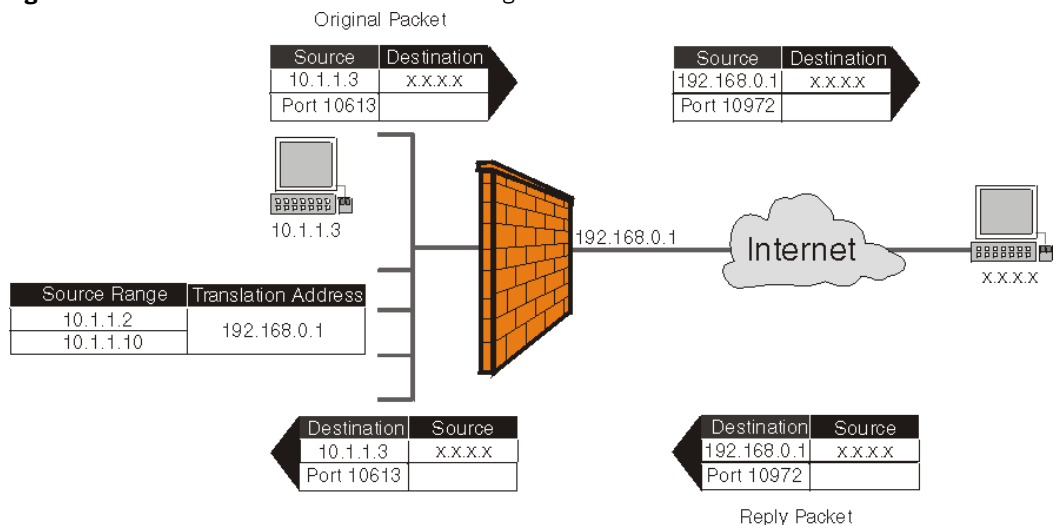 Original Packet
Source Destination
10.1.1.3 x.x.x.x
Port 10613
Source Destination
192.168.0.1 x.x.x.x
Port 10972
10.1.1.3
192.168.0.1
Internet
x.x.x.x
Source Range Translation Address
10.1.1.2
192.168.0.1
10.1.1.10
Destination Source
10.1.1.3 x.x.x.x
Port 10613
Destination Source
192.168.0.1 x.x.x.x
Port 10972
Reply Packet